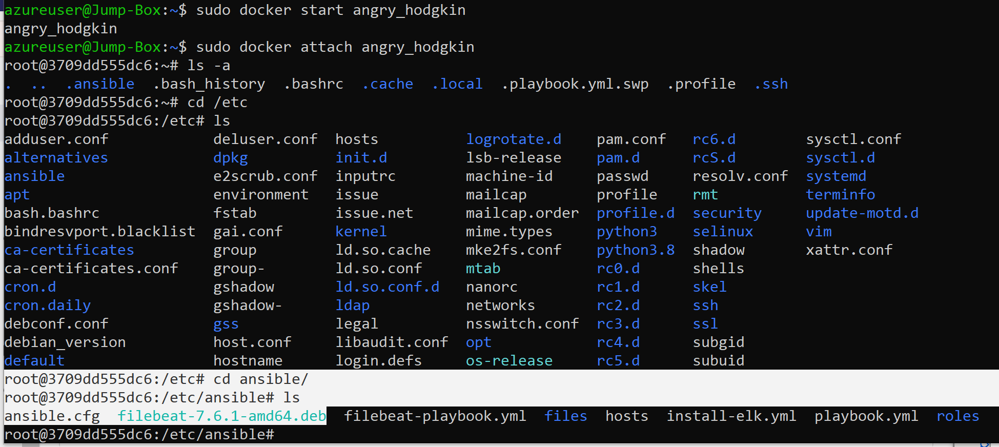 azureuser@Jump-Box:~$ sudo docker start angry_hodgkin
angry_hodgkin
azureuser@Jump-Box:~$ sudo docker attach angry_hodgkin
root@3709dd555dc6:~# ls -a
.  ..  .ansible  .bash_history  .bashrc  .cache  .local  .playbook.yml.swp  .profile  .ssh
root@3709dd555dc6:~# cd /etc
root@3709dd555dc6:/etc# ls
adduser.conf            deluser.conf  hosts          logrotate.d    pam.conf   rc6.d        sysctl.conf
alternatives            dpkg          init.d         lsb-release    pam.d      rcS.d        sysctl.d
ansible                 e2scrub.conf  inputrc        machine-id     passwd     resolv.conf  systemd
apt                     environment   issue          mailcap        profile    rmt          terminfo
bash.bashrc             fstab         issue.net      mailcap.order  profile.d  security     update-motd.d
bindresvport.blacklist  gai.conf      kernel         mime.types     python3    selinux      vim
ca-certificates         group         ld.so.cache    mke2fs.conf    python3.8  shadow       xattr.conf
ca-certificates.conf    group-        ld.so.conf     mtab           rc0.d      shells
cron.d                  gshadow       ld.so.conf.d   nanorc         rc1.d      skel
cron.daily              gshadow-      ldap           networks       rc2.d      ssh
debconf.conf            gss           legal          nsswitch.conf  rc3.d      ssl
debian_version          host.conf     libaudit.conf  opt            rc4.d      subgid
default                 hostname      login.defs     os-release     rc5.d      subuid
root@3709dd555dc6:/etc# cd ansible/
root@3709dd555dc6:/etc/ansible# ls
ansible.cfg  filebeat-7.6.1-amd64.deb  filebeat-playbook.yml  files  hosts  install-elk.yml  playbook.yml  roles
root@3709dd555dc6:/etc/ansible#